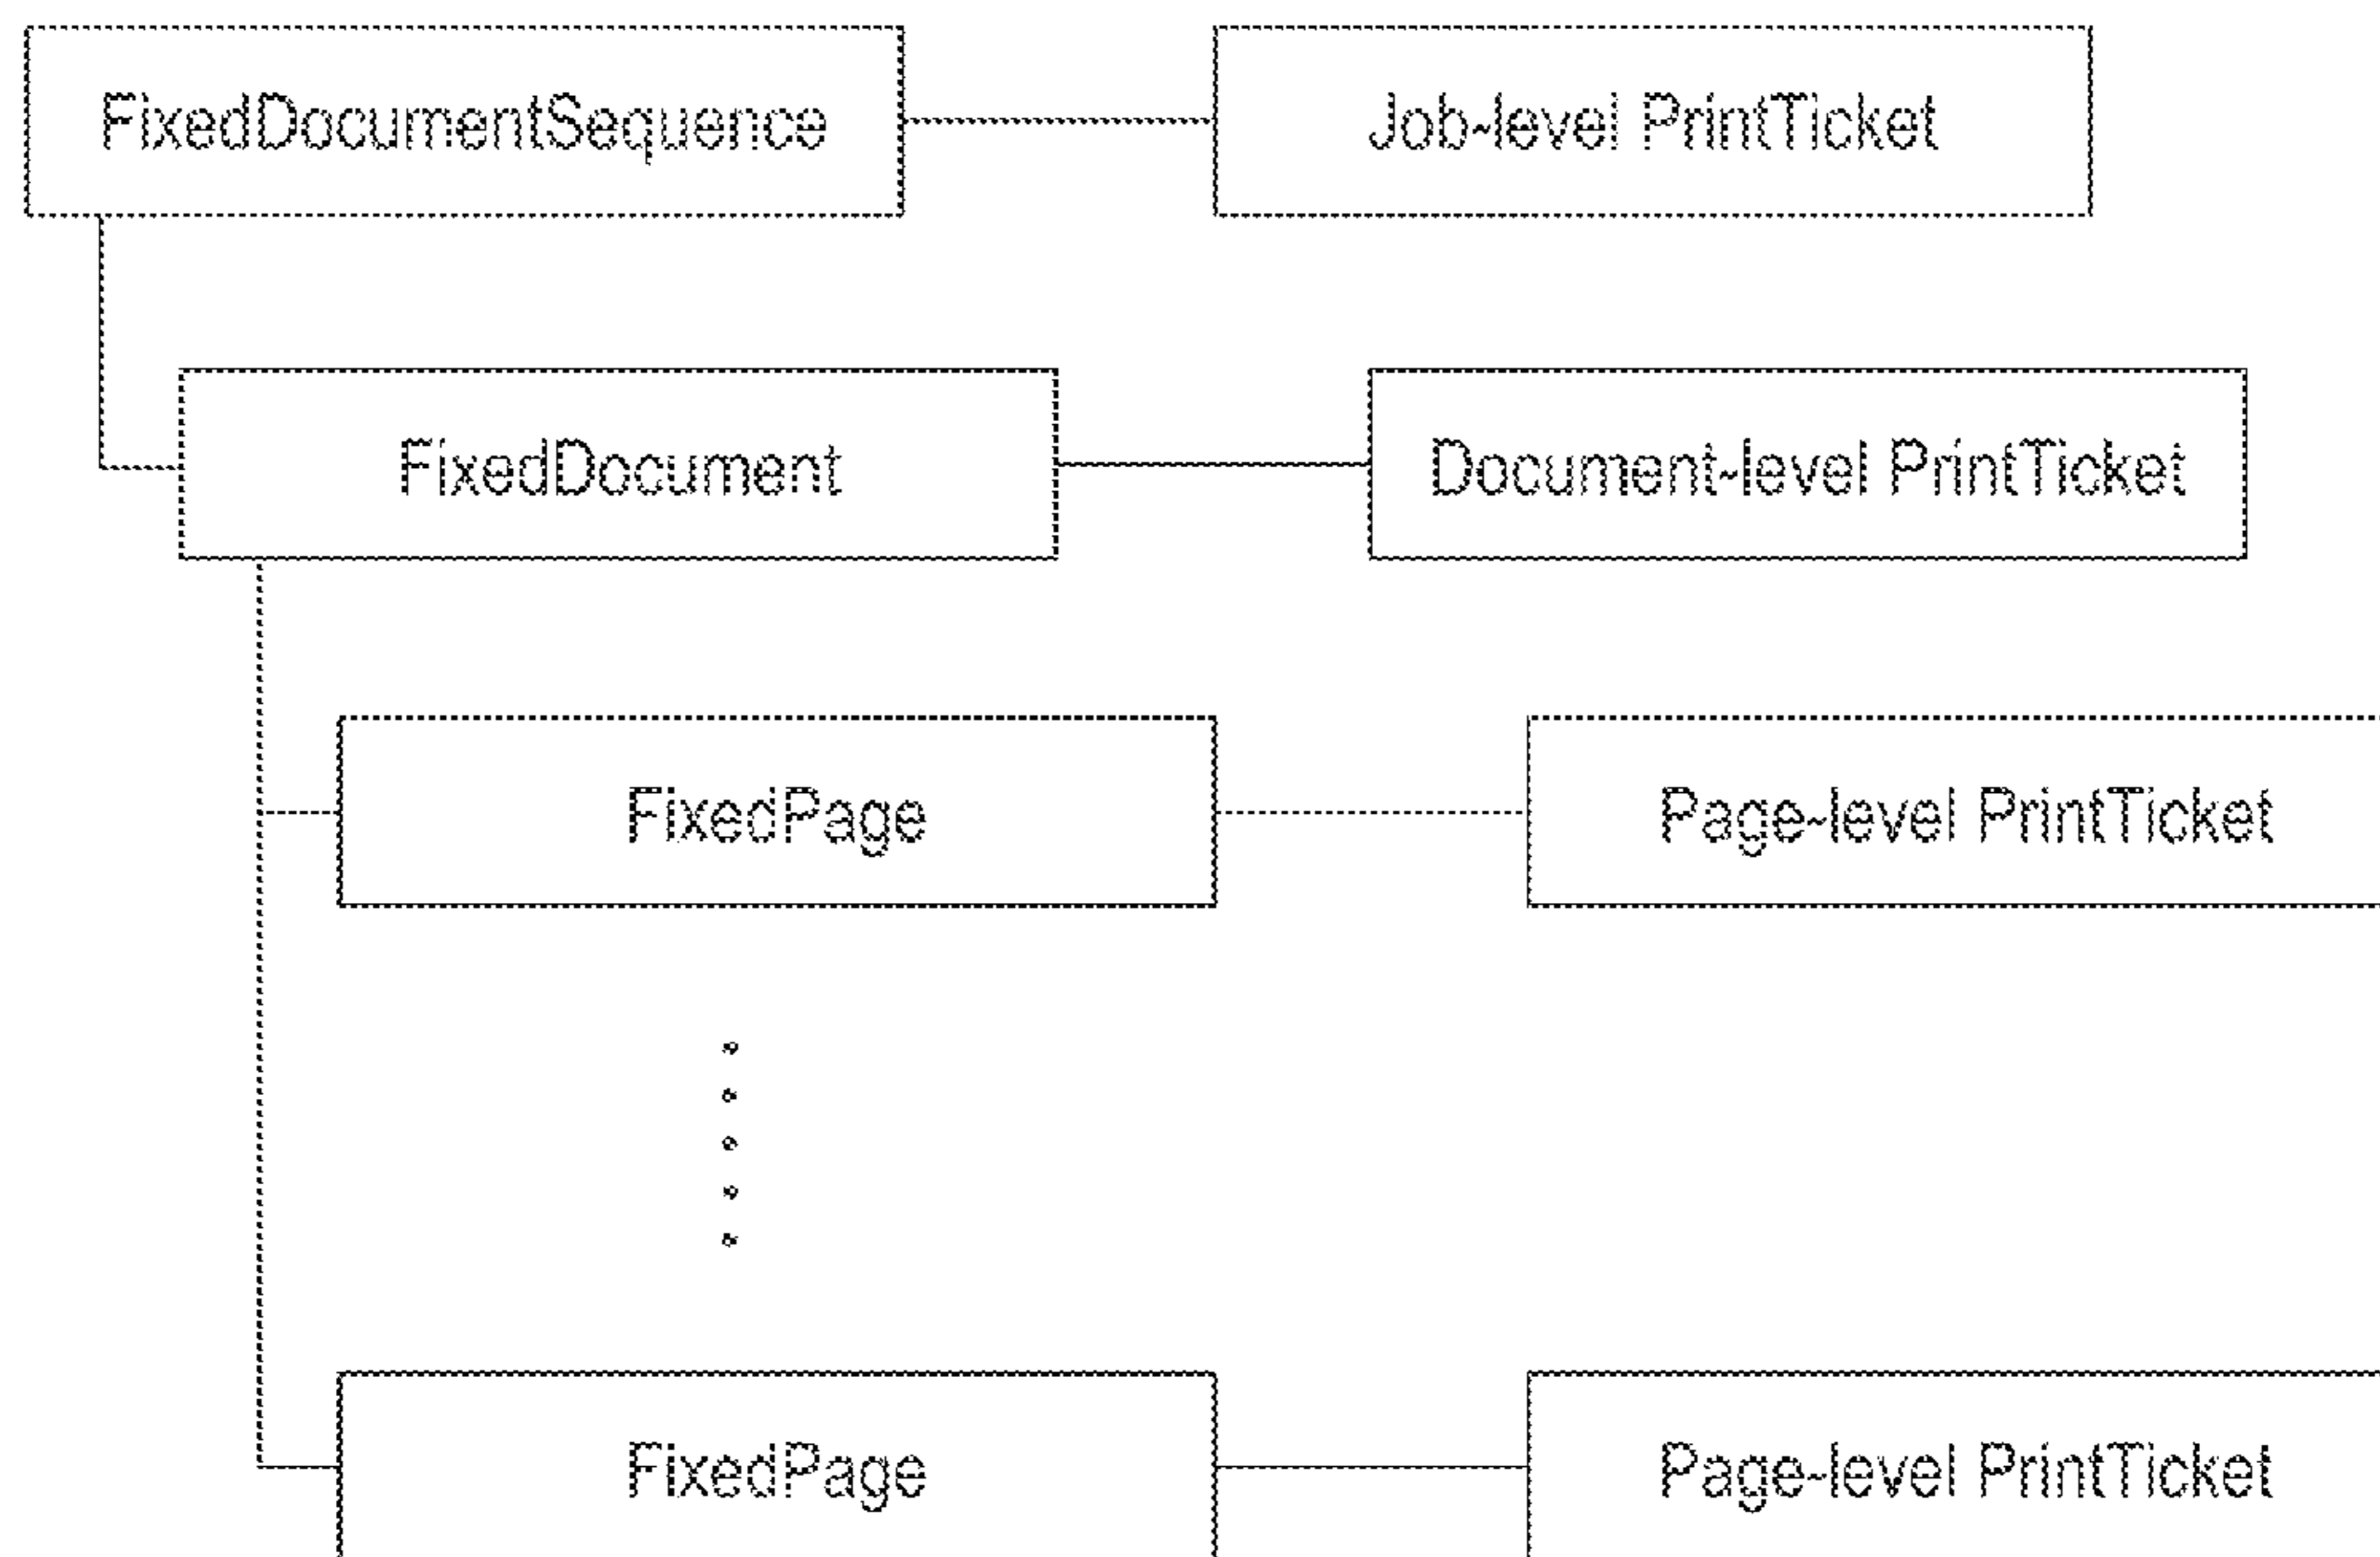 FixedDocumentSequence
Job-level PrintTicket
FixedDocument
Document-level PrintTicket
FixedPage
Page-level PrintTicket
FixedPage
Page-level PrintTicket